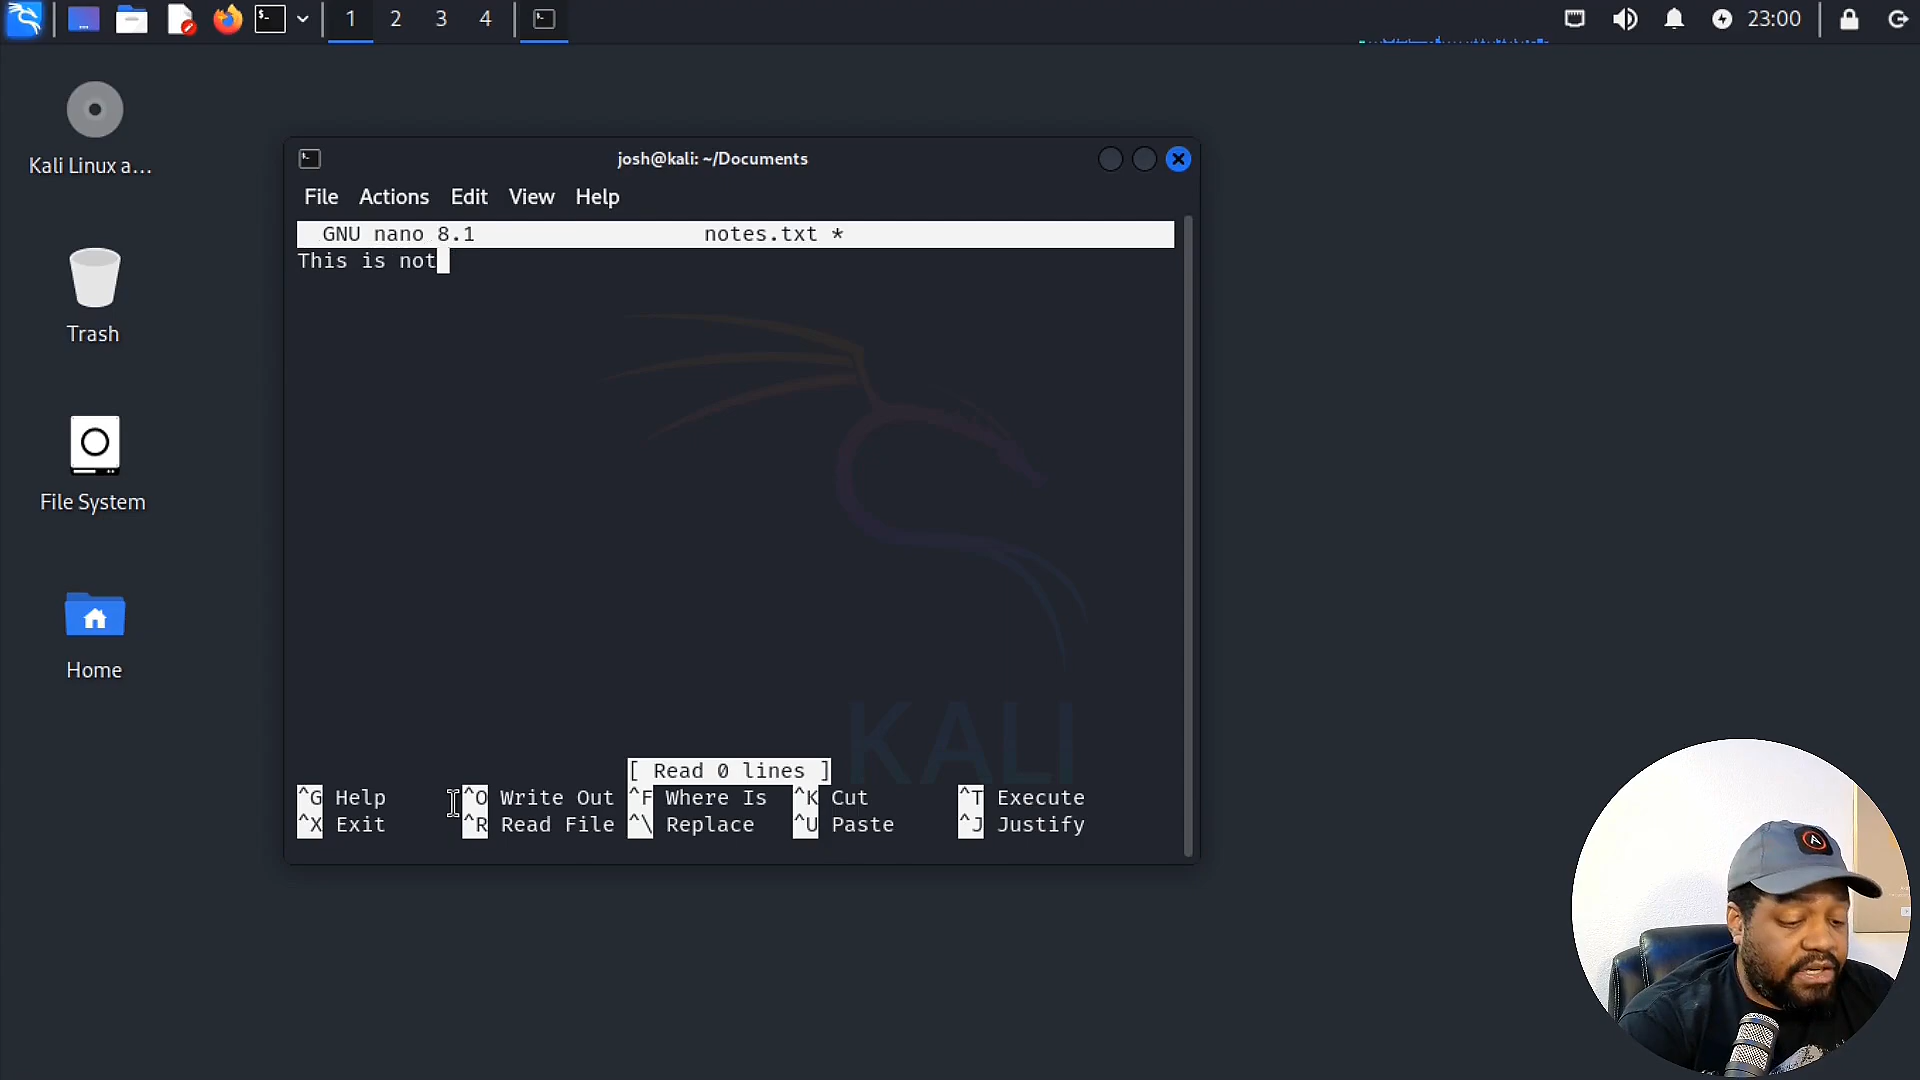 1 2 3 4
23:00
Kali Linux a...
Trash
File System
Home
josh@kali: ~/Documents
File Actions Edit View Help
GNU nano 8.1 notes.txt *
This is not
KALI
[ Read 0 lines ]
^G Help ^O Write Out ^F Where Is ^K Cut ^T Execute
^X Exit ^R Read File ^\ Replace ^U Paste ^J Justify